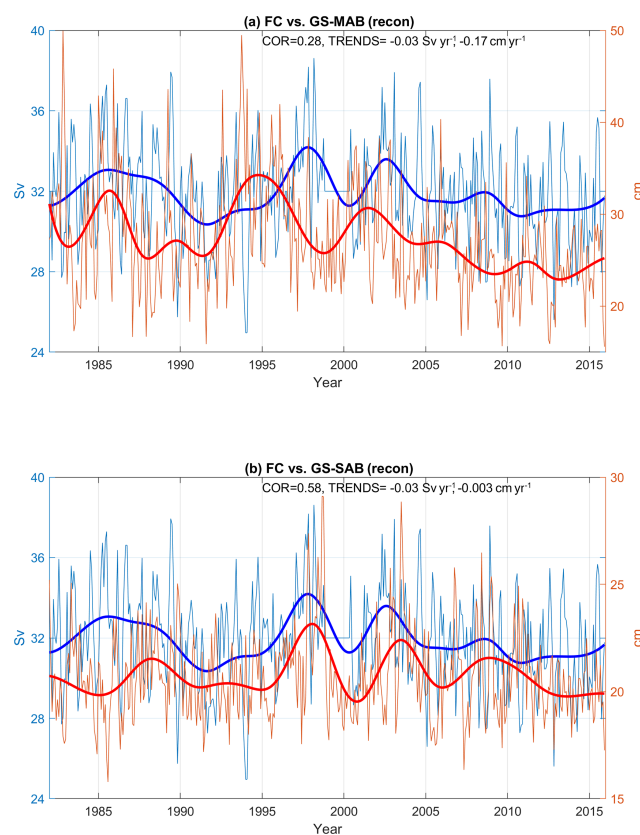 (a) FC vs. GS-MAB (recon)
COR=0.28, TRENDS= -0.03 Sv yr⁻¹; -0.17 cm yr⁻¹
40
36
32
28
24
Sv
50
40
30
20
cm
1985 1990 1995 2000 2005 2010 2015
Year
(b) FC vs. GS-SAB (recon)
COR=0.58, TRENDS= -0.03 Sv yr⁻¹; -0.003 cm yr⁻¹
40
36
32
28
24
Sv
30
25
20
15
cm
1985 1990 1995 2000 2005 2010 2015
Year